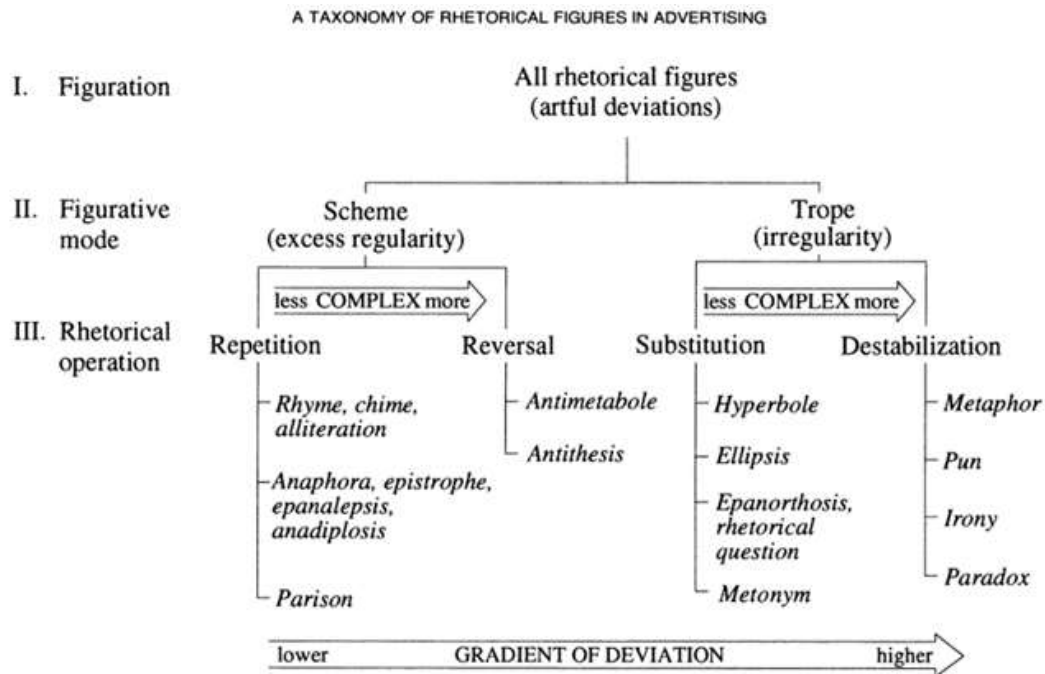 A TAXONOMY OF RHETORICAL FIGURES IN ADVERTISING
I. Figuration
All rhetorical figures
(artful deviations)
II. Figurative
mode
Scheme
(excess regularity)
Trope
(irregularity)
less COMPLEX more
less COMPLEX more
III. Rhetorical
operation
Repetition
Reversal
Substitution
Destabilization
Rhyme, chime,
alliteration
Anaphora, epistrophe,
epanalepsis,
anadiplosis
Parison
Antimetabole
Antithesis
Hyperbole
Ellipsis
Epanorthosis,
rhetorical
question
Metonym
Metaphor
Pun
Irony
Paradox
lower GRADIENT OF DEVIATION higher